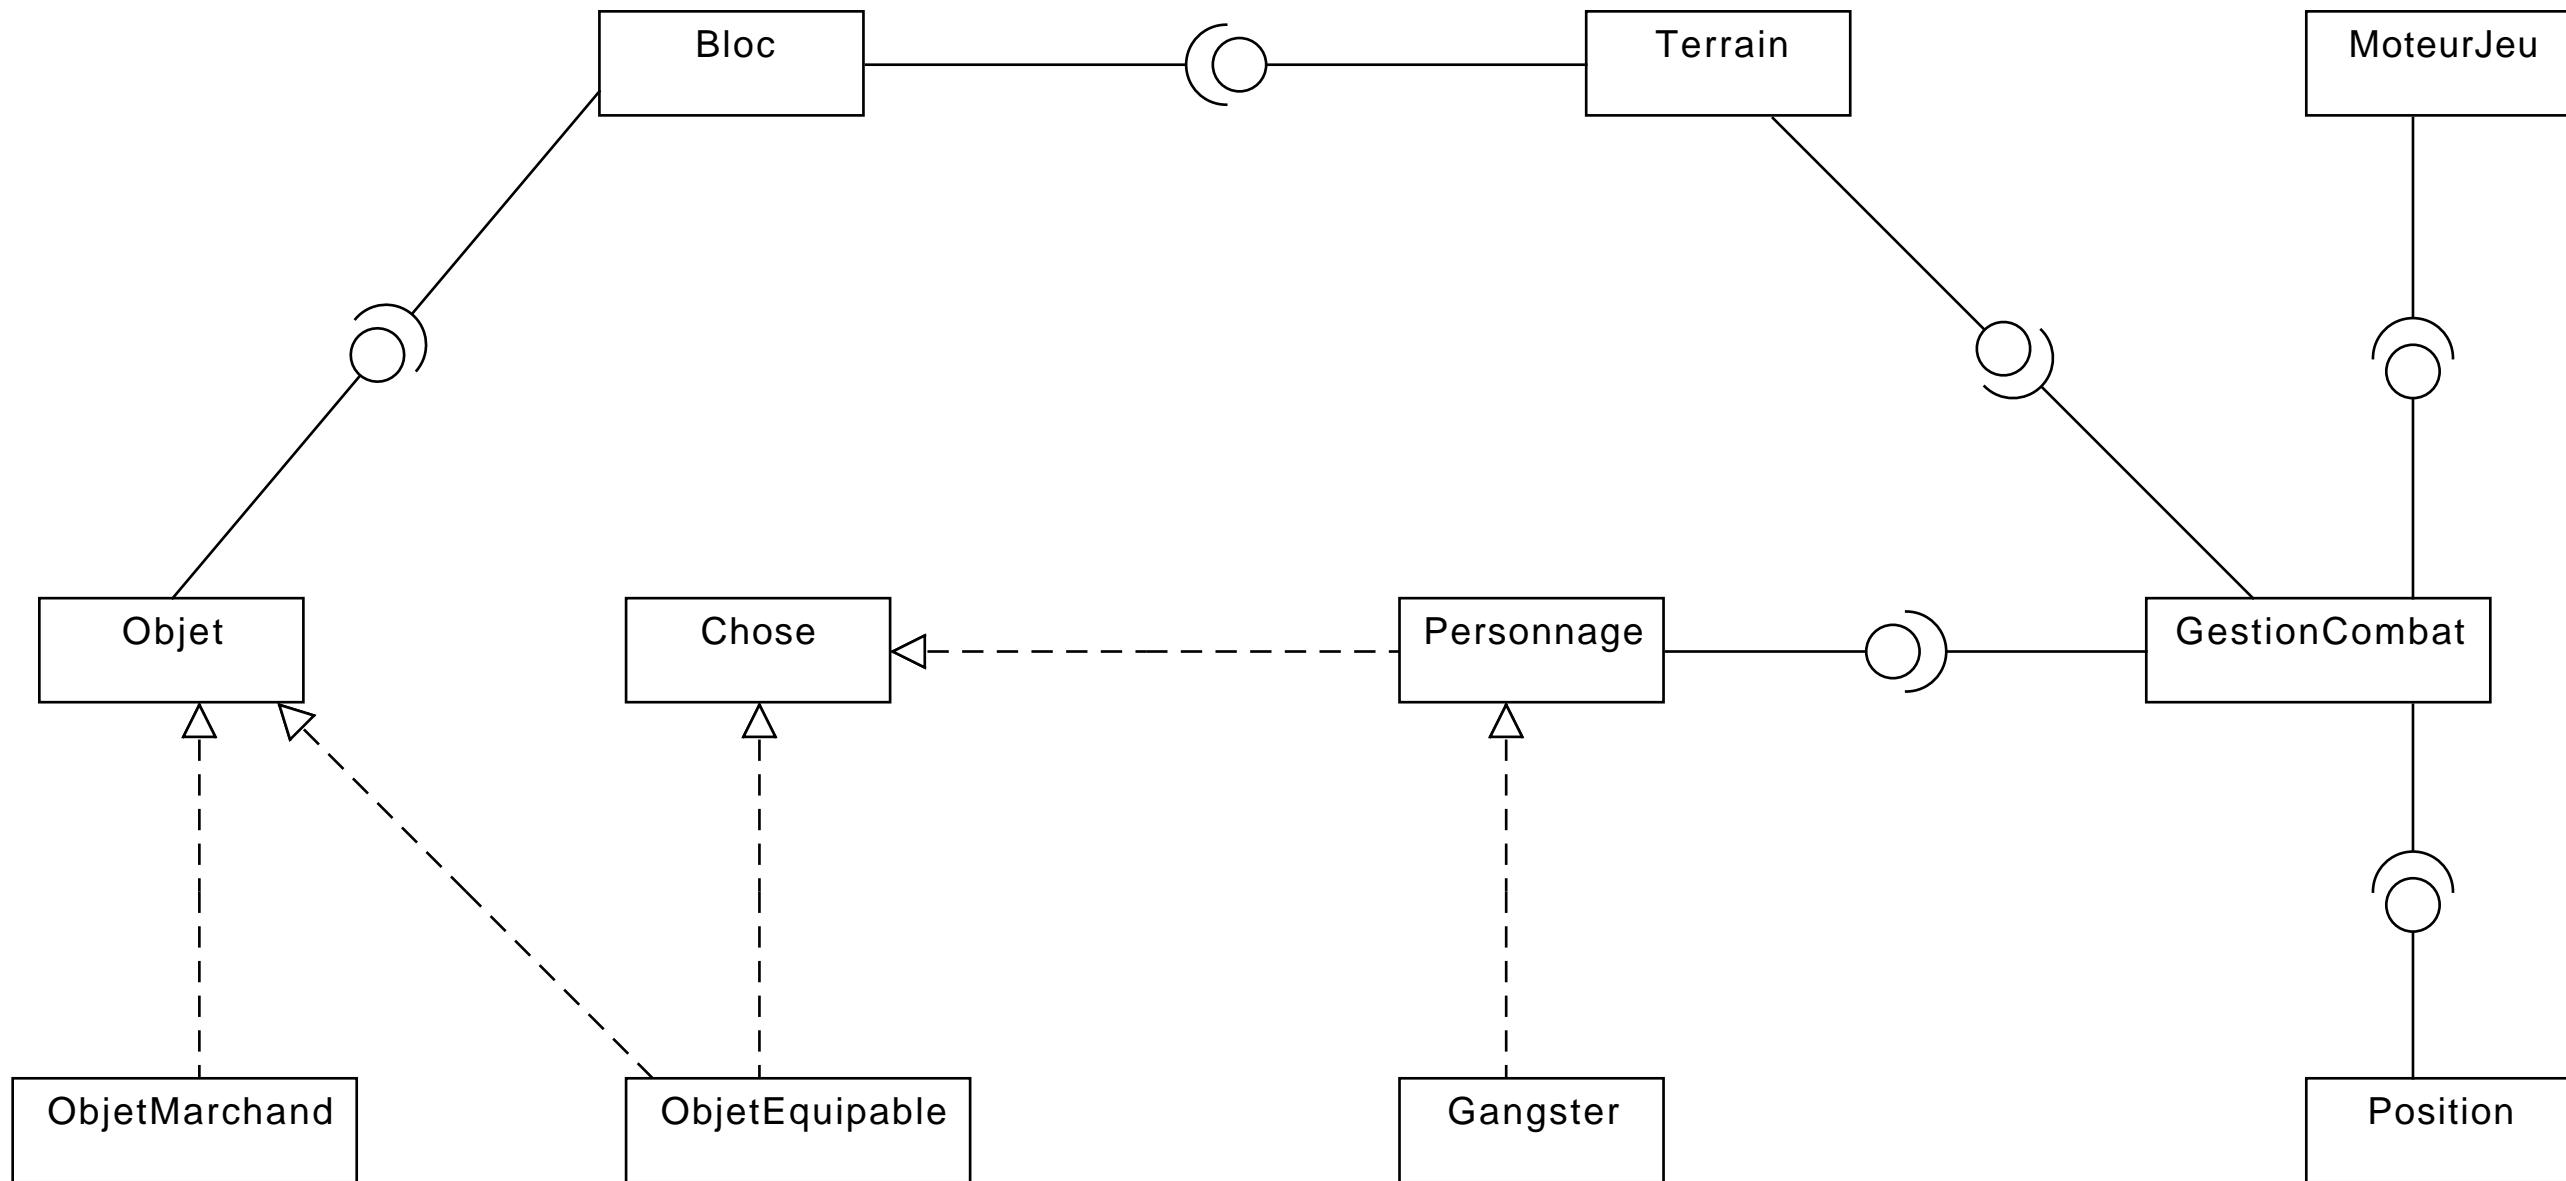 Bloc
Terrain
MoteurJeu
Objet
Chose
Personnage
GestionCombat
ObjetMarchand
ObjetEquipable
Gangster
Position